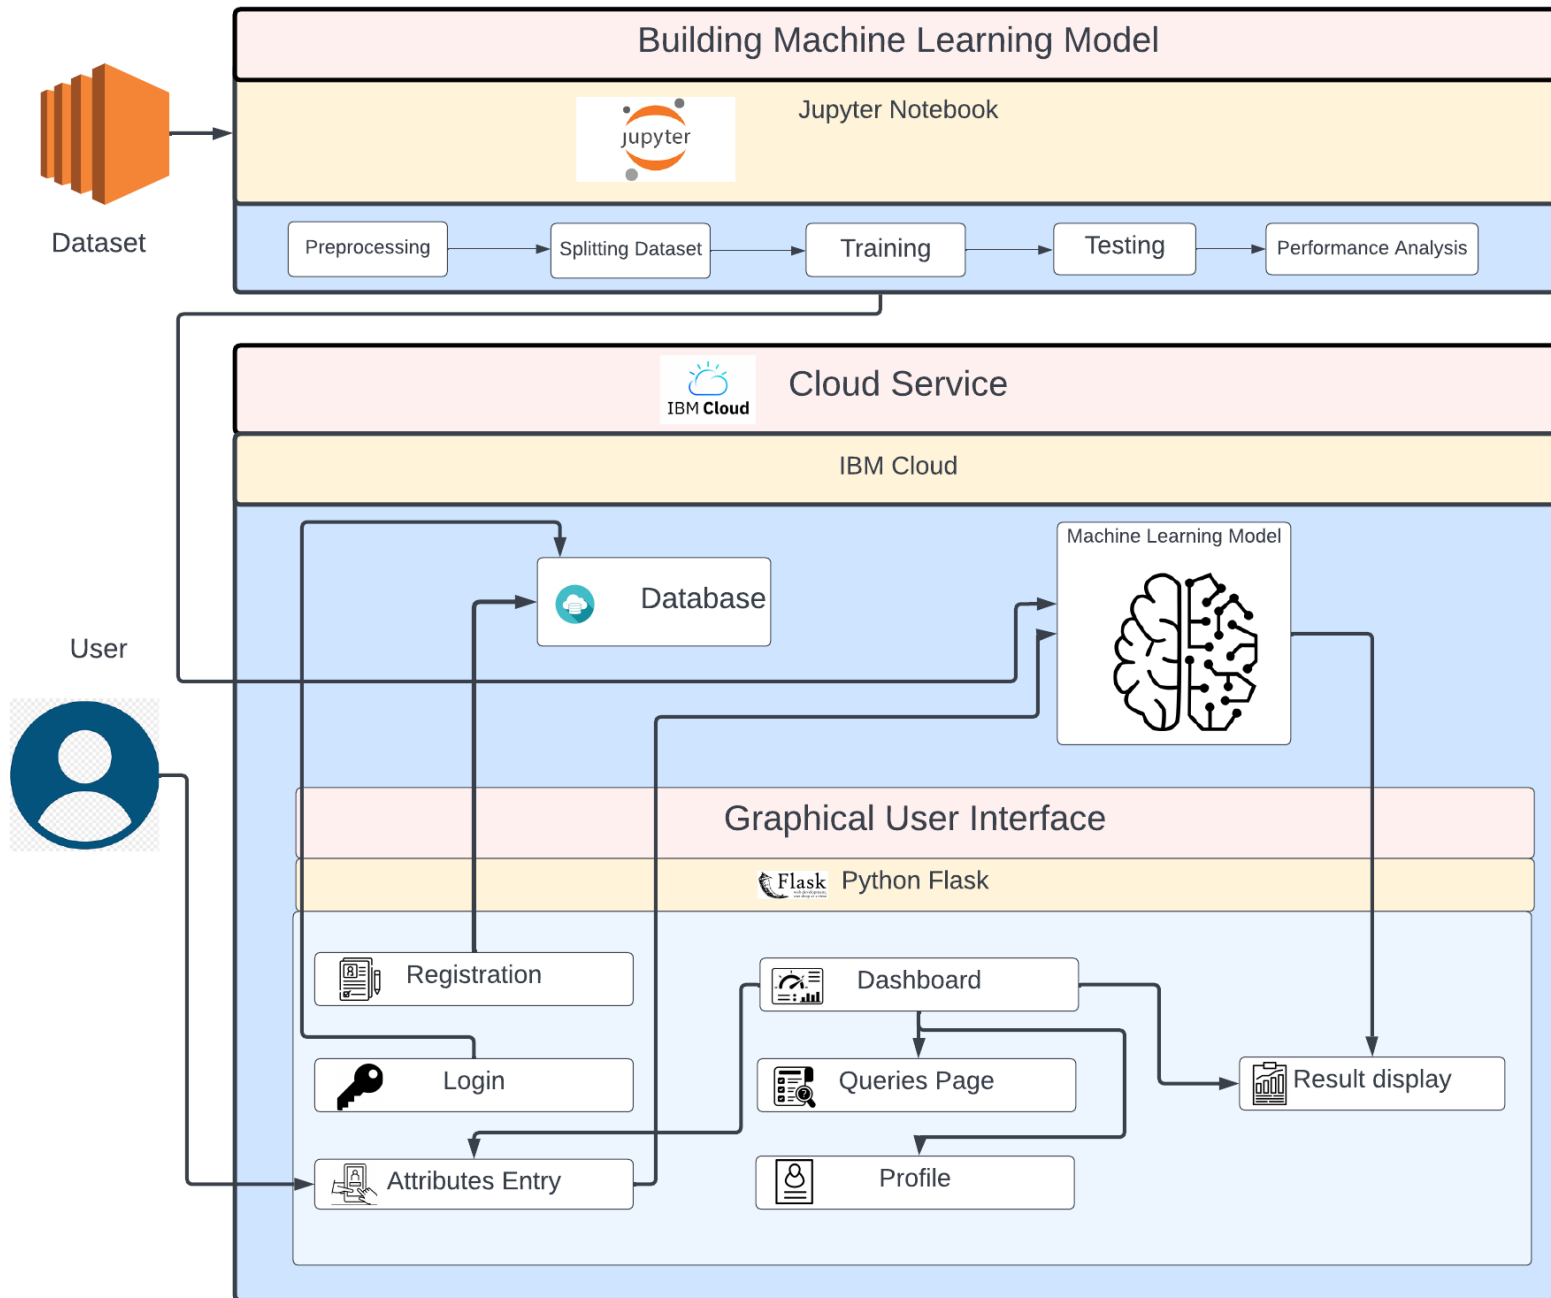 Building Machine Learning Model
Jupyter Notebook
jupyter
Dataset
Preprocessing
Splitting Dataset
Training
Testing
Performance Analysis
IBM Cloud
Cloud Service
IBM Cloud
Machine Learning Model
Database
User
Graphical User Interface
Flask
Python Flask
Registration
Dashboard
Login
Queries Page
Result display
Attributes Entry
Profile